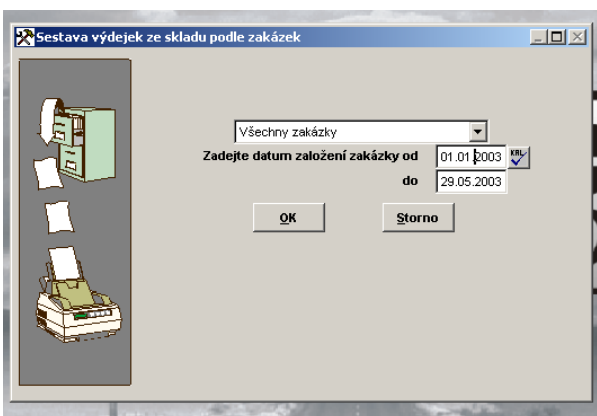 Sestava výdejek ze skladu podle zakázek
Všechny zakázky
Zadejte datum založení zakázky od 01.01.2003 KAL
do 29.05.2003
OK Storno